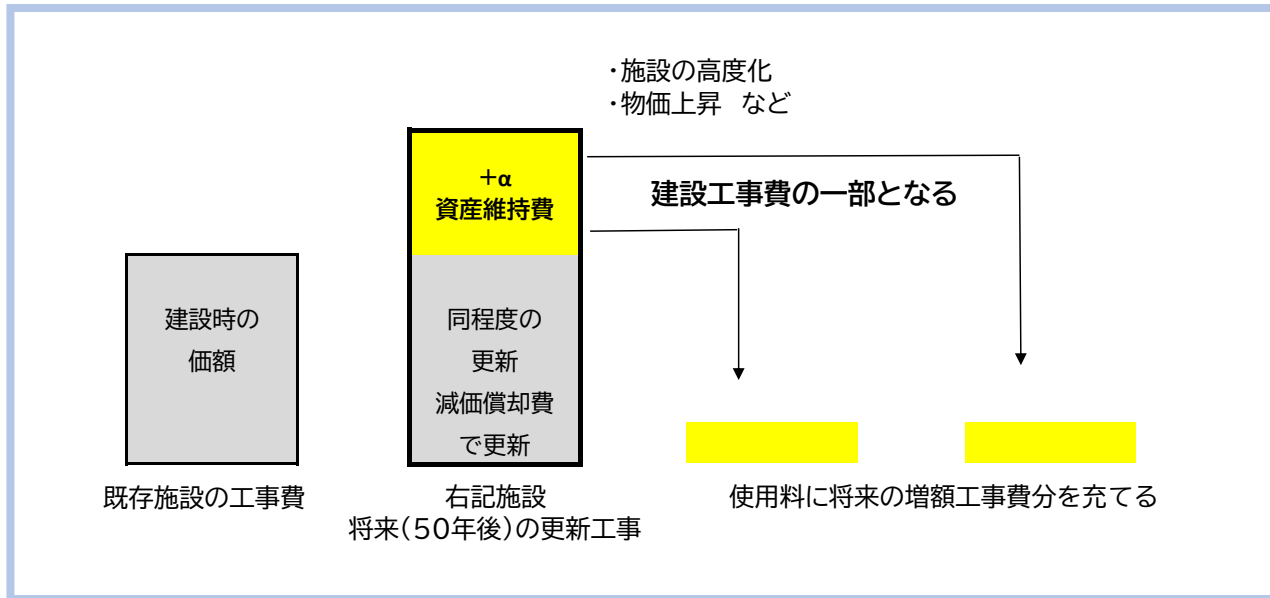 ・施設の高度化
・物価上昇　など
+α
資産維持費
建設工事費の一部となる
建設時の
価額
同程度の
更新
減価償却費
で更新
既存施設の工事費
右記施設
将来(50年後)の更新工事
使用料に将来の増額工事費分を充てる